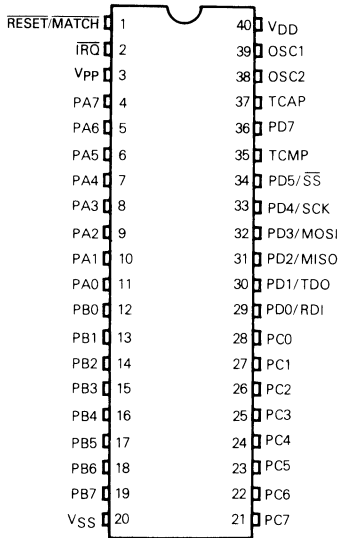 RESET/MATCH 1 40 VDD
IRQ 2 39 OSC1
VPP 3 38 OSC2
PA7 4 37 TCAP
PA6 5 36 PD7
PA5 6 35 TCMP
PA4 7 34 PD5/SS
PA3 8 33 PD4/SCK
PA2 9 32 PD3/MOSI
PA1 10 31 PD2/MISO
PA0 11 30 PD1/TDO
PB0 12 29 PD0/RDI
PB1 13 28 PC0
PB2 14 27 PC1
PB3 15 26 PC2
PB4 16 25 PC3
PB5 17 24 PC4
PB6 18 23 PC5
PB7 19 22 PC6
VSS 20 21 PC7